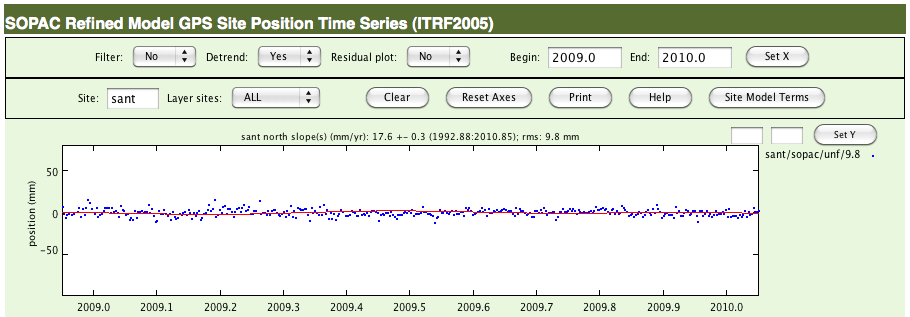 SOPAC Refined Model GPS Site Position Time Series (ITRF2005)
Filter: No Detrend: Yes Residual plot: No Begin: 2009.0 End: 2010.0 Set X
Site: sant Layer sites: ALL Clear Reset Axes Print Help Site Model Terms
sant north slope(s) (mm/yr): 17.6 +- 0.3 (1992.88:2010.85); rms: 9.8 mm
Set Y
sant/sopac/unf/9.8
position (mm)
50
0
-50
2009.0 2009.1 2009.2 2009.3 2009.4 2009.5 2009.6 2009.7 2009.8 2009.9 2010.0